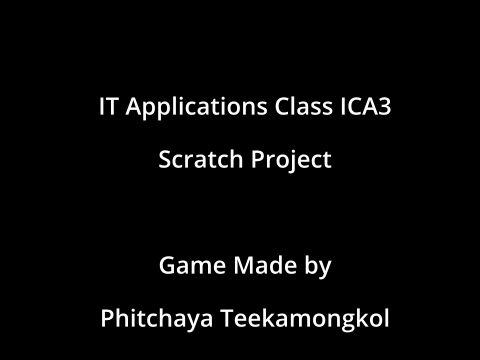 IT Applications Class ICA3
Scratch Project
Game Made by
Phitchaya Teekamongkol